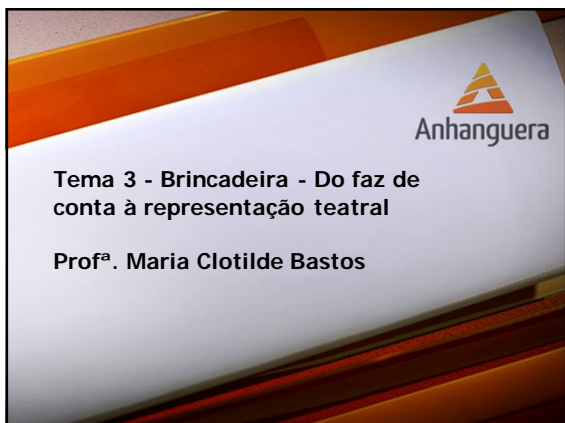 Anhanguera
Tema 3 - Brincadeira - Do faz de
conta à representação teatral
Profª. Maria Clotilde Bastos